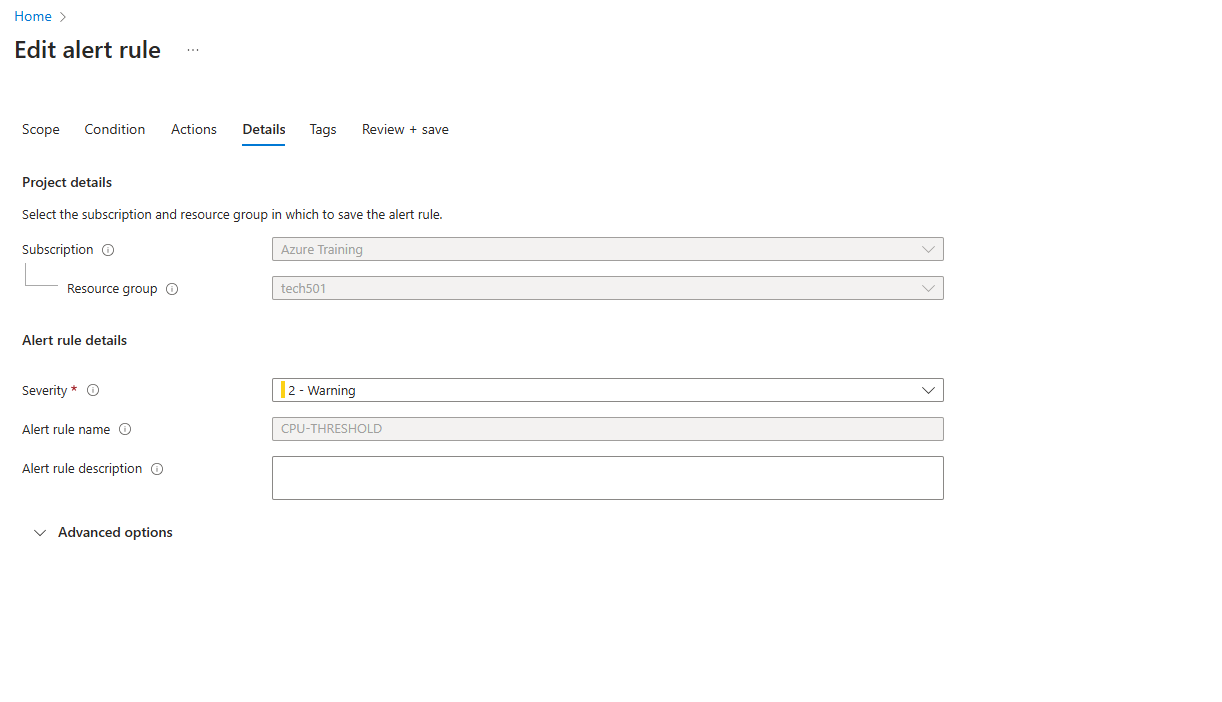 Home
Edit alert rule ...
Scope Condition Actions Details Tags Review + save
Project details
Select the subscription and resource group in which to save the alert rule.
Subscription Azure Training
Resource group tech501
Alert rule details
Severity * 2 - Warning
Alert rule name CPU-THRESHOLD
Alert rule description
Advanced options